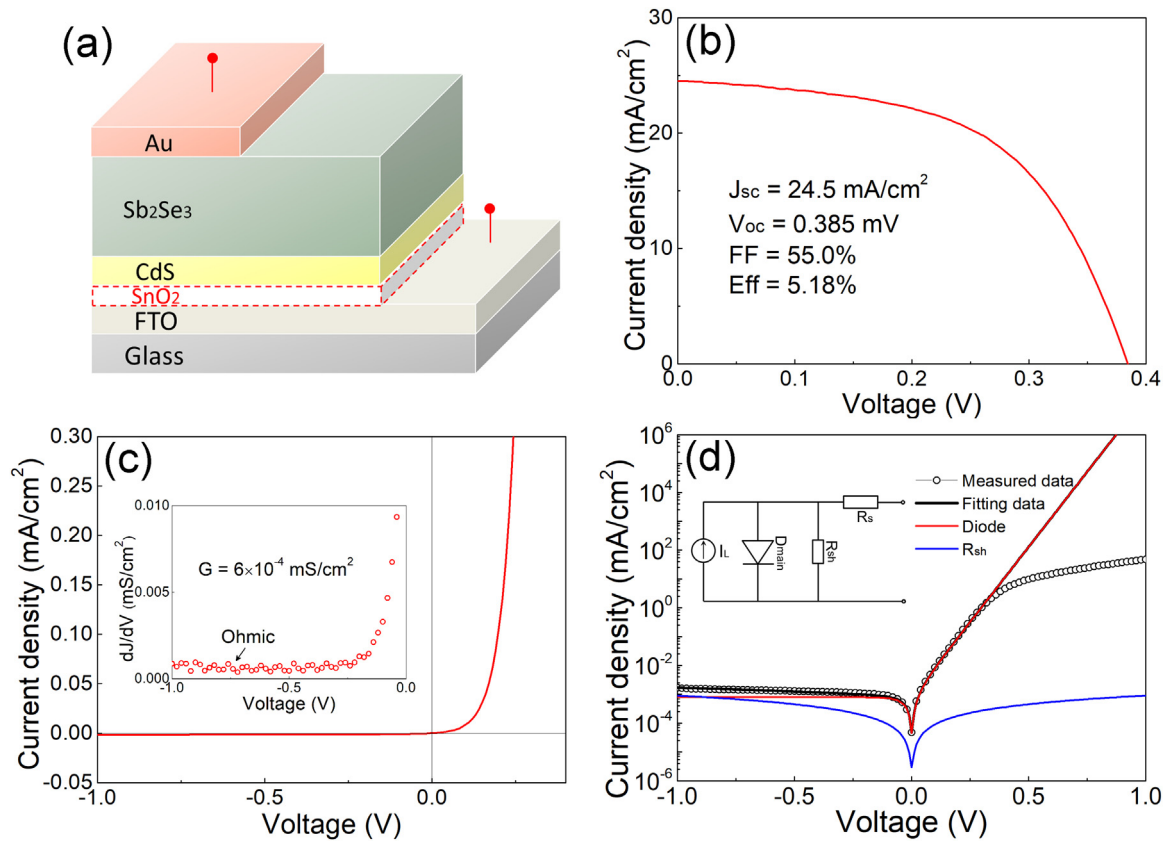 (a)
Au
Sb₂Se₃
CdS
SnO₂
FTO
Glass
(b)
Current density (mA/cm²)
30
20
10
0
Jsc = 24.5 mA/cm²
Voc = 0.385 mV
FF = 55.0%
Eff = 5.18%
0.0 0.1 0.2 0.3 0.4
Voltage (V)
(c)
Current density (mA/cm²)
0.30
0.25
0.20
0.15
0.10
0.05
0.00
-0.05
dJ/dV (mS/cm²)
0.010
0.005
0.000
G = 6×10⁻⁴ mS/cm²
Ohmic
-1.0 -0.5 0.0
Voltage (V)
-1.0 -0.5 0.0
Voltage (V)
(d)
Current density (mA/cm²)
10⁶
10⁴
10²
10⁰
10⁻²
10⁻⁴
10⁻⁶
Measured data
Fitting data
Diode
Rsh
IL
Dmain
Rsh
Rs
-1.0 -0.5 0.0 0.5 1.0
Voltage (V)